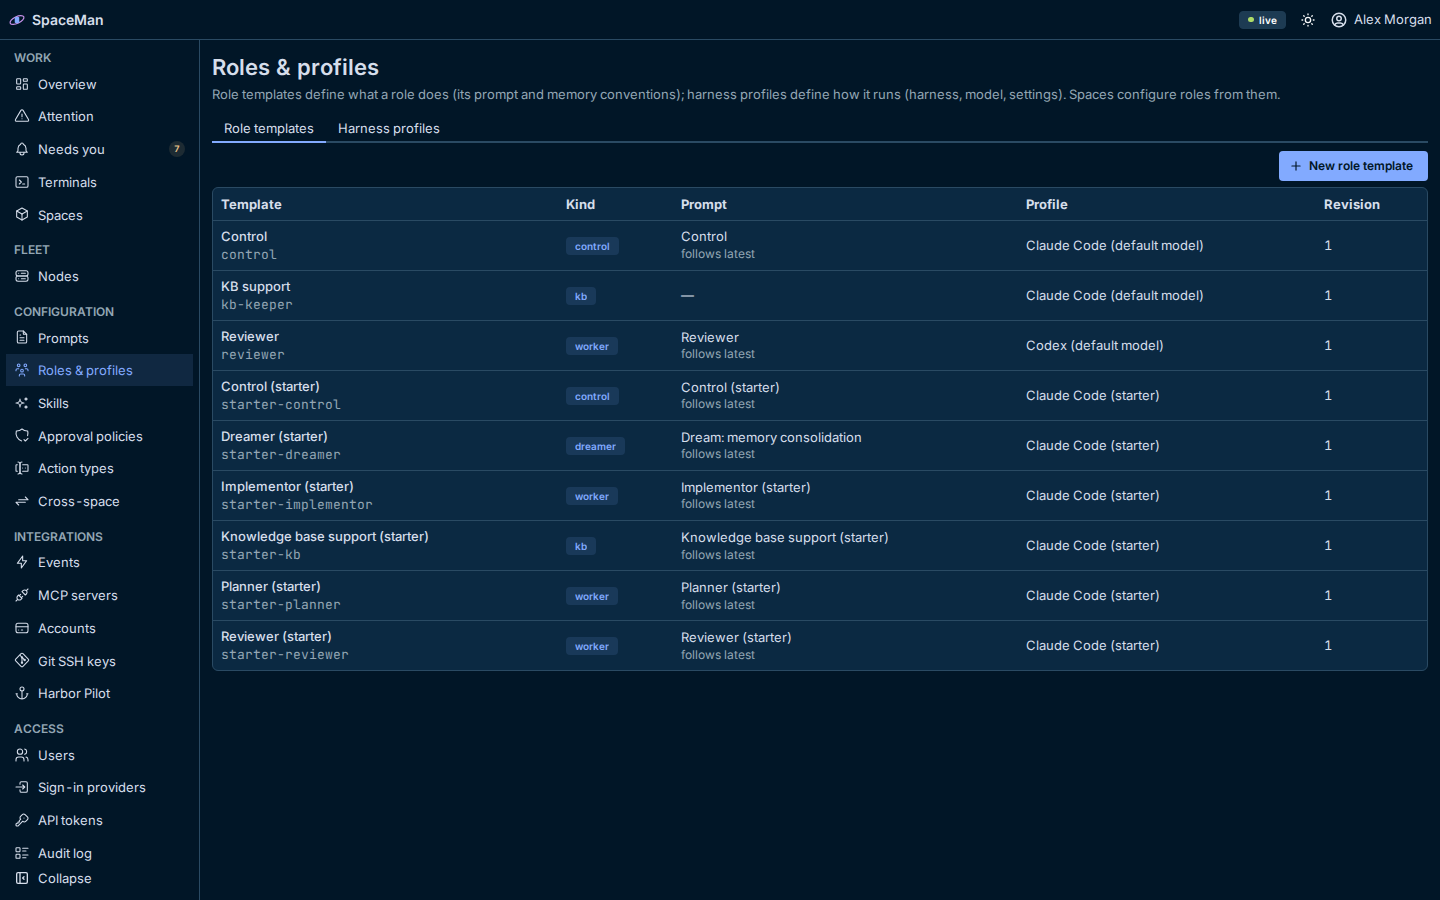 SpaceMan
live
Alex Morgan
WORK
Overview
Attention
Needs you
7
Terminals
Spaces
FLEET
Nodes
CONFIGURATION
Prompts
Roles & profiles
Skills
Approval policies
Action types
Cross-space
INTEGRATIONS
Events
MCP servers
Accounts
Git SSH keys
Harbor Pilot
ACCESS
Users
Sign-in providers
API tokens
Audit log
Collapse
Roles & profiles
Role templates define what a role does (its prompt and memory conventions); harness profiles define how it runs (harness, model, settings). Spaces configure roles from them.
Role templates Harness profiles
+ New role template
Template Kind Prompt Profile Revision
Control control Control Claude Code (default model) 1
control follows latest
KB support kb — Claude Code (default model) 1
kb-keeper
Reviewer worker Reviewer Codex (default model) 1
reviewer follows latest
Control (starter) control Control (starter) Claude Code (starter) 1
starter-control follows latest
Dreamer (starter) dreamer Dream: memory consolidation Claude Code (starter) 1
starter-dreamer follows latest
Implementor (starter) worker Implementor (starter) Claude Code (starter) 1
starter-implementor follows latest
Knowledge base support (starter) kb Knowledge base support (starter) Claude Code (starter) 1
starter-kb follows latest
Planner (starter) worker Planner (starter) Claude Code (starter) 1
starter-planner follows latest
Reviewer (starter) worker Reviewer (starter) Claude Code (starter) 1
starter-reviewer follows latest